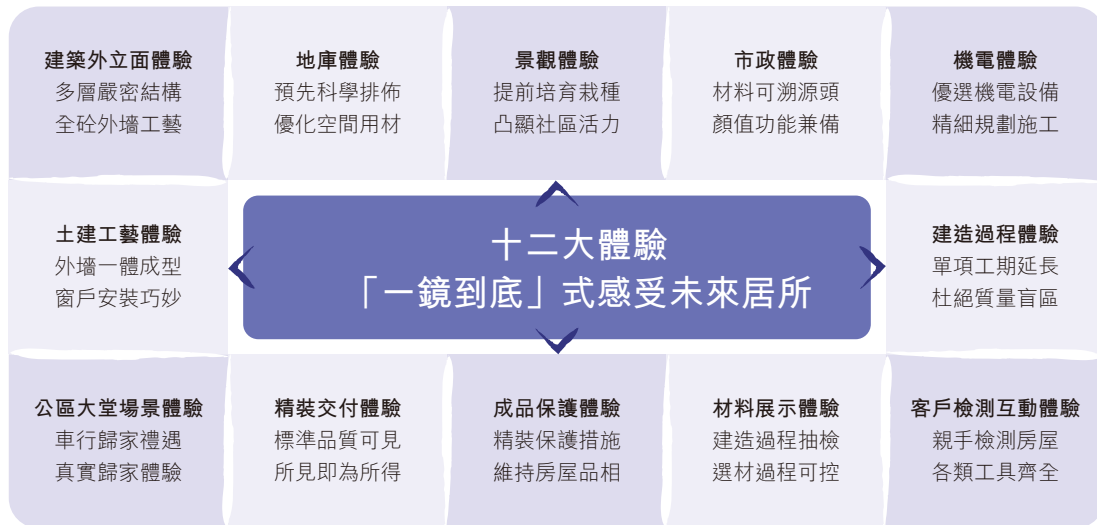 建築外立面體驗
多層嚴密結構
全砼外墻工藝
地庫體驗
預先科學排佈
優化空間用材
景觀體驗
提前培育栽種
凸顯社區活力
市政體驗
材料可溯源頭
顏值功能兼備
機電體驗
優選機電設備
精細規劃施工
土建工藝體驗
外墻一體成型
窗戶安裝巧妙
十二大體驗
「一鏡到底」式感受未來居所
建造過程體驗
單項工期延長
杜絕質量盲區
公區大堂場景體驗
車行歸家禮遇
真實歸家體驗
精裝交付體驗
標準品質可見
所見即為所得
成品保護體驗
精裝保護措施
維持房屋品相
材料展示體驗
建造過程抽檢
選材過程可控
客戶檢測互動體驗
親手檢測房屋
各類工具齊全